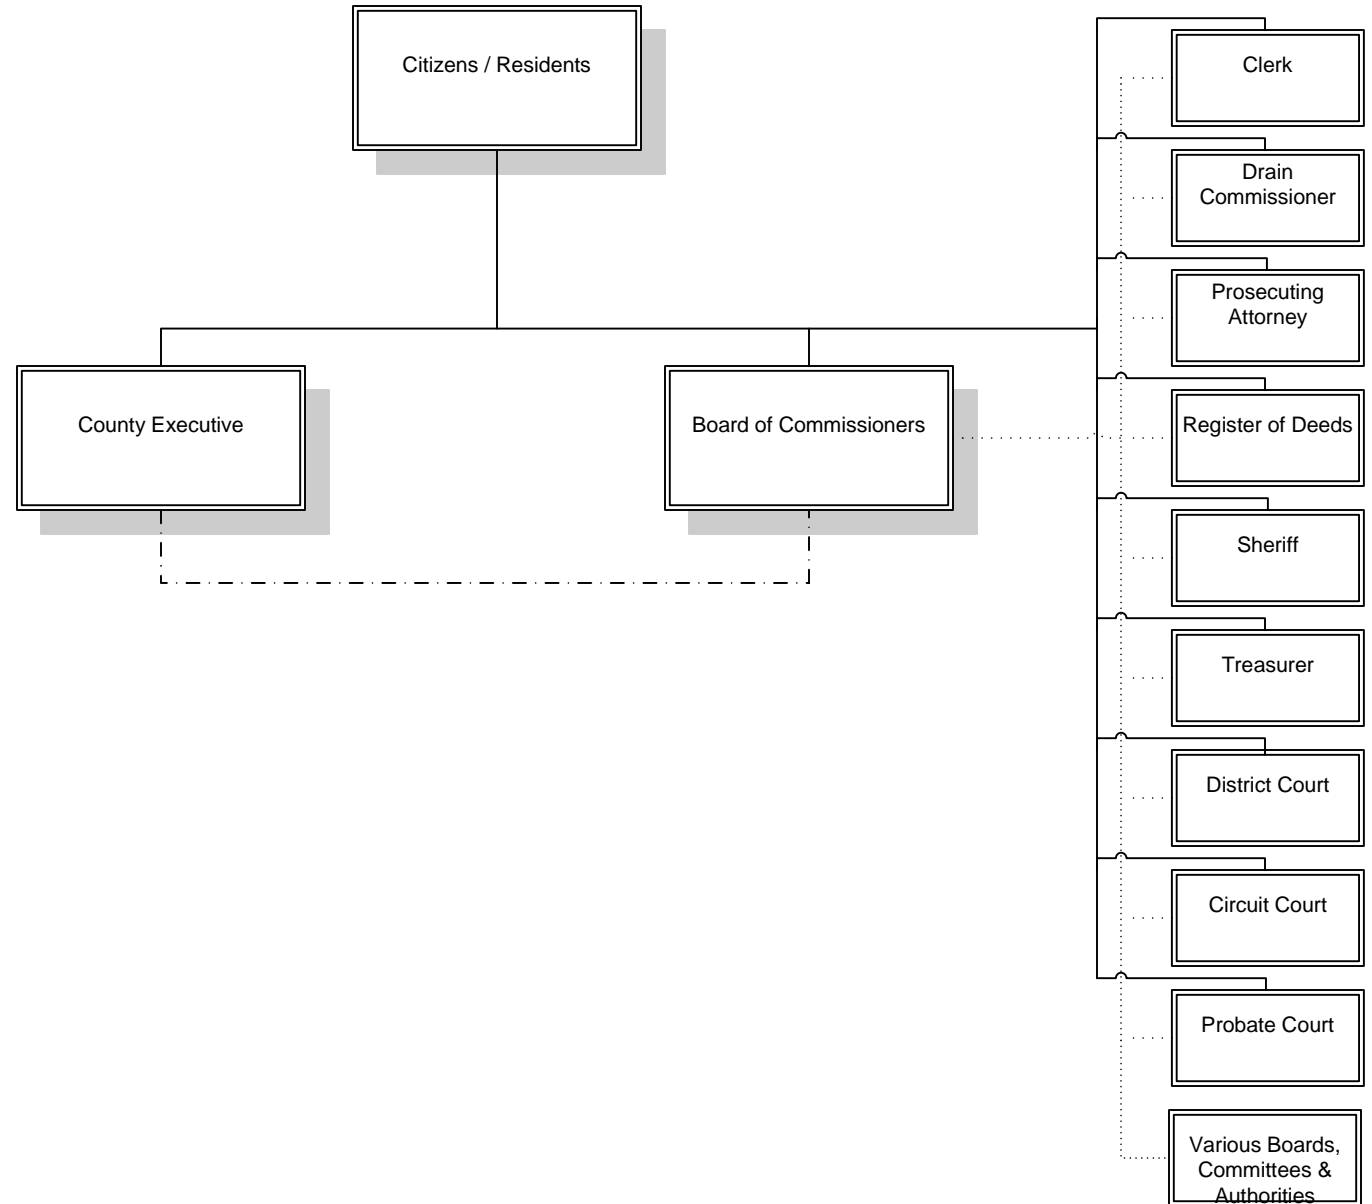 Citizens / Residents
County Executive
Board of Commissioners
Clerk
Drain
Commissioner
Prosecuting
Attorney
Register of Deeds
Sheriff
Treasurer
District Court
Circuit Court
Probate Court
Various Boards,
Committees &
Authorities